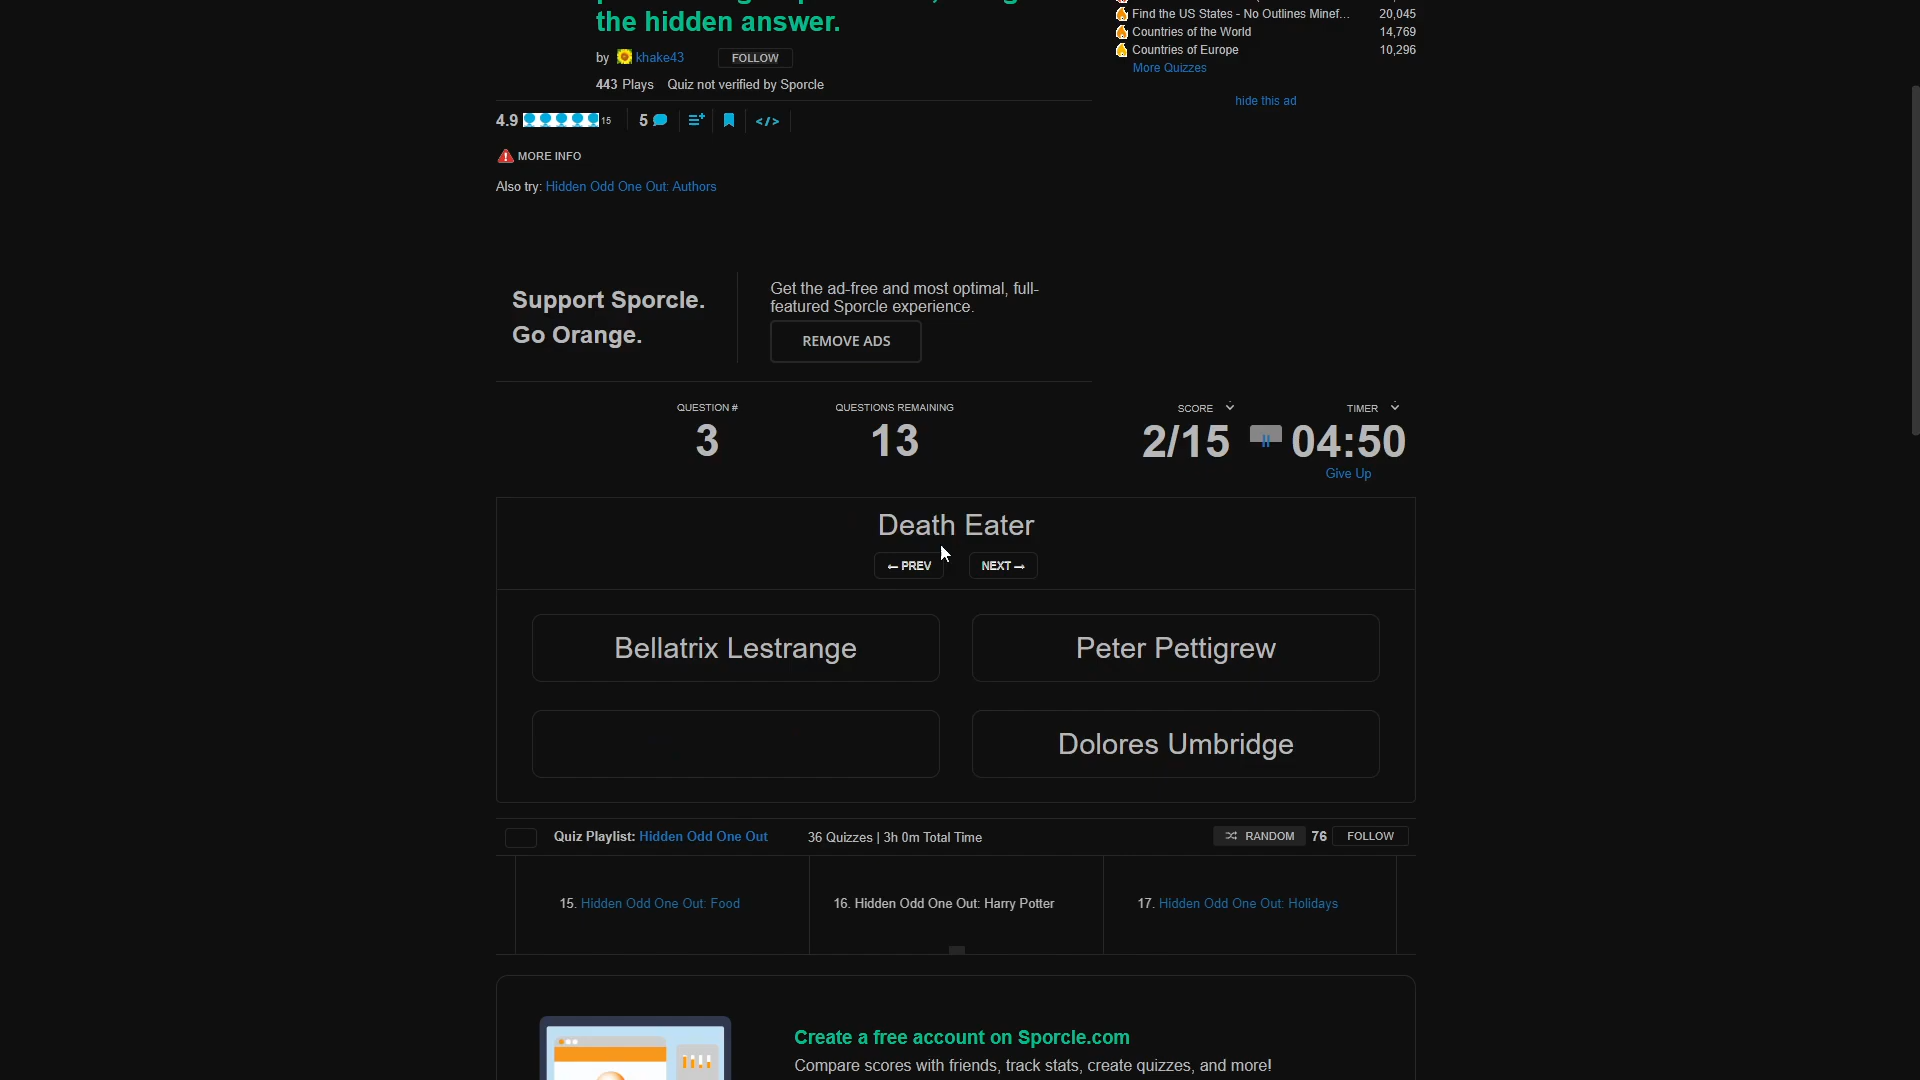 the hidden answer.
by khake43 FOLLOW
443 Plays Quiz not verified by Sporcle
4.9 15 5 </>
MORE INFO
Also try: Hidden Odd One Out: Authors
Find the US States - No Outlines Minef... 20,045
Countries of the World 14,769
Countries of Europe 10,296
More Quizzes
hide this ad
Support Sporcle.
Go Orange.
Get the ad-free and most optimal, full-
featured Sporcle experience.
REMOVE ADS
QUESTION #
3
QUESTIONS REMAINING
13
SCORE
2/15
TIMER
04:50
Give Up
Death Eater
← PREV NEXT →
Bellatrix Lestrange
Peter Pettigrew
Dolores Umbridge
Quiz Playlist: Hidden Odd One Out 36 Quizzes | 3h 0m Total Time RANDOM 76 FOLLOW
15. Hidden Odd One Out: Food
16. Hidden Odd One Out: Harry Potter
17. Hidden Odd One Out: Holidays
Create a free account on Sporcle.com
Compare scores with friends, track stats, create quizzes, and more!